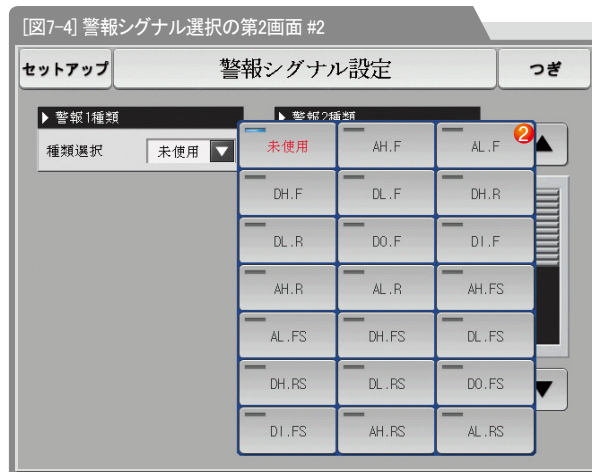 [図7-4] 警報シグナル選択の第2画面 #2
セットアップ 警報シグナル設定 つぎ
▶ 警報1種類 ▶ 警報2種類
種類選択 未使用 ▼
未使用 AH.F AL.F 2 ▲
DH.F DL.F DH.R
DL.R DO.F DI.F
AH.R AL.R AH.FS
AL.FS DH.FS DL.FS
DH.RS DL.RS DO.FS ▼
DI.FS AH.RS AL.RS